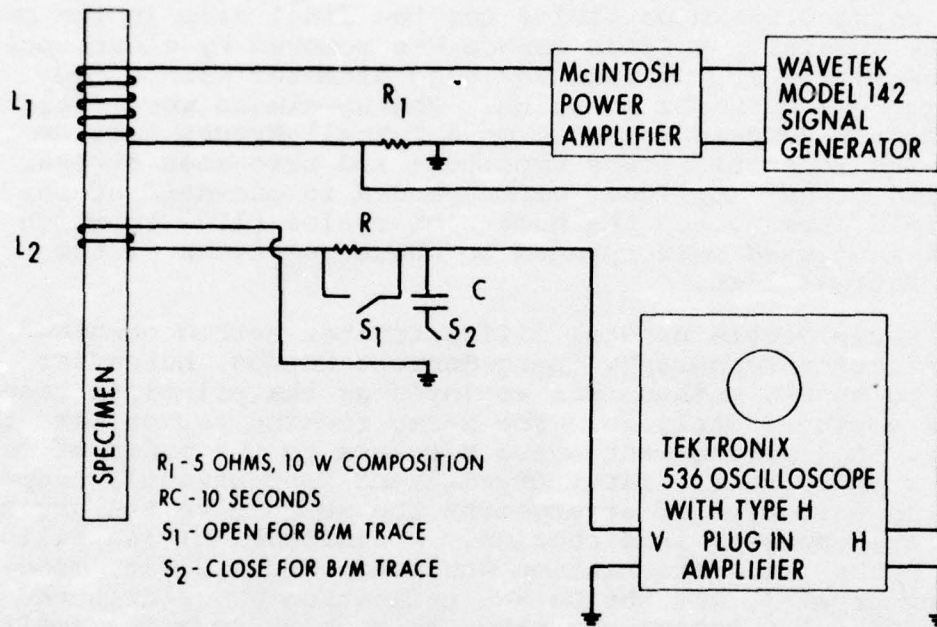 L1
R1
McINTOSH
POWER
AMPLIFIER
WAVETEK
MODEL 142
SIGNAL
GENERATOR
L2
R
C
S1
S2
SPECIMEN
R1-5 OHMS, 10 W COMPOSITION
RC-10 SECONDS
S1-OPEN FOR B/M TRACE
S2-CLOSE FOR B/M TRACE
TEKTRONIX
536 OSCILLOSCOPE
WITH TYPE H
V PLUG IN H
AMPLIFIER